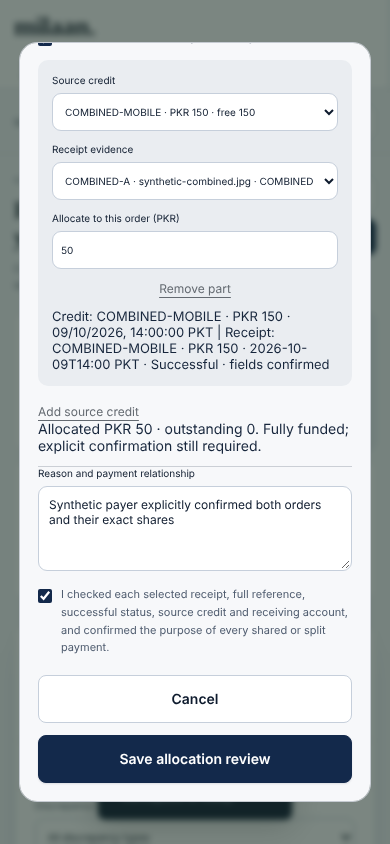 milaan.
Source credit
COMBINED-MOBILE · PKR 150 · free 150
Receipt evidence
COMBINED-A · synthetic-combined.jpg · COMBINED
Allocate to this order (PKR)
50
Remove part
Credit: COMBINED-MOBILE · PKR 150 ·
09/10/2026, 14:00:00 PKT | Receipt:
COMBINED-MOBILE · PKR 150 · 2026-10-
09T14:00 PKT · Successful · fields confirmed
Add source credit
Allocated PKR 50 · outstanding 0. Fully funded;
explicit confirmation still required.
Reason and payment relationship
Synthetic payer explicitly confirmed both orders
and their exact shares
I checked each selected receipt, full reference,
successful status, source credit and receiving account,
and confirmed the purpose of every shared or split
payment.
Cancel
Save allocation review